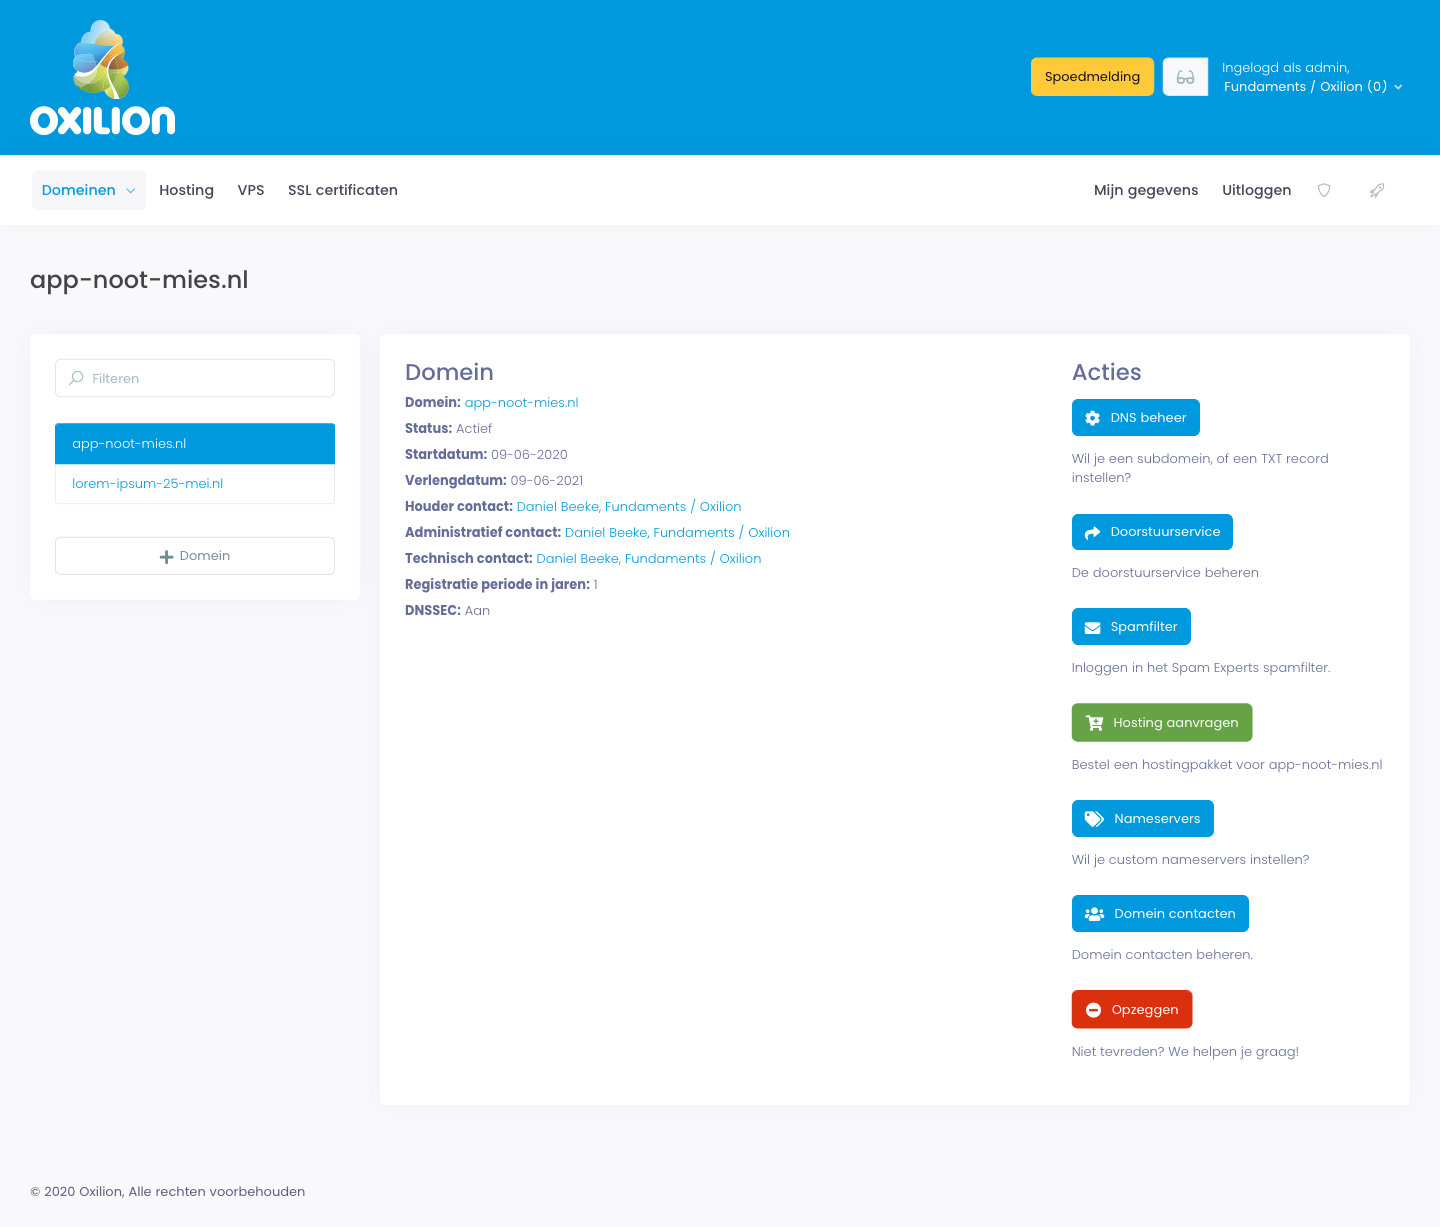 OXILION
Spoedmelding
Ingelogd als admin,
Fundaments / Oxilion (0)
Domeinen
Hosting
VPS
SSL certificaten
Mijn gegevens
Uitloggen
app-noot-mies.nl
Filteren
app-noot-mies.nl
lorem-ipsum-25-mei.nl
Domein
Domein
Domein: app-noot-mies.nl
Status: Actief
Startdatum: 09-06-2020
Verlengdatum: 09-06-2021
Houder contact: Daniel Beeke, Fundaments / Oxilion
Administratief contact: Daniel Beeke, Fundaments / Oxilion
Technisch contact: Daniel Beeke, Fundaments / Oxilion
Registratie periode in jaren: 1
DNSSEC: Aan
Acties
DNS beheer
Wil je een subdomein, of een TXT record
instellen?
Doorstuurservice
De doorstuurservice beheren
Spamfilter
Inloggen in het Spam Experts spamfilter.
Hosting aanvragen
Bestel een hostingpakket voor app-noot-mies.nl
Nameservers
Wil je custom nameservers instellen?
Domein contacten
Domein contacten beheren.
Opzeggen
Niet tevreden? We helpen je graag!
© 2020 Oxilion, Alle rechten voorbehouden